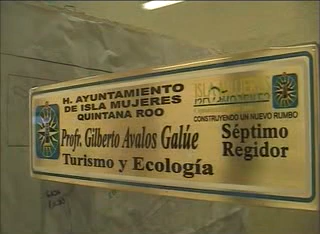 H. AYUNTAMIENTO
DE ISLA MUJERES
QUINTANA ROO
ISLA MUJERES
CONSTRUYENDO UN NUEVO RUMBO
Profr. Gilberto Avalos Galúe
Séptimo
Regidor
Turismo y Ecología